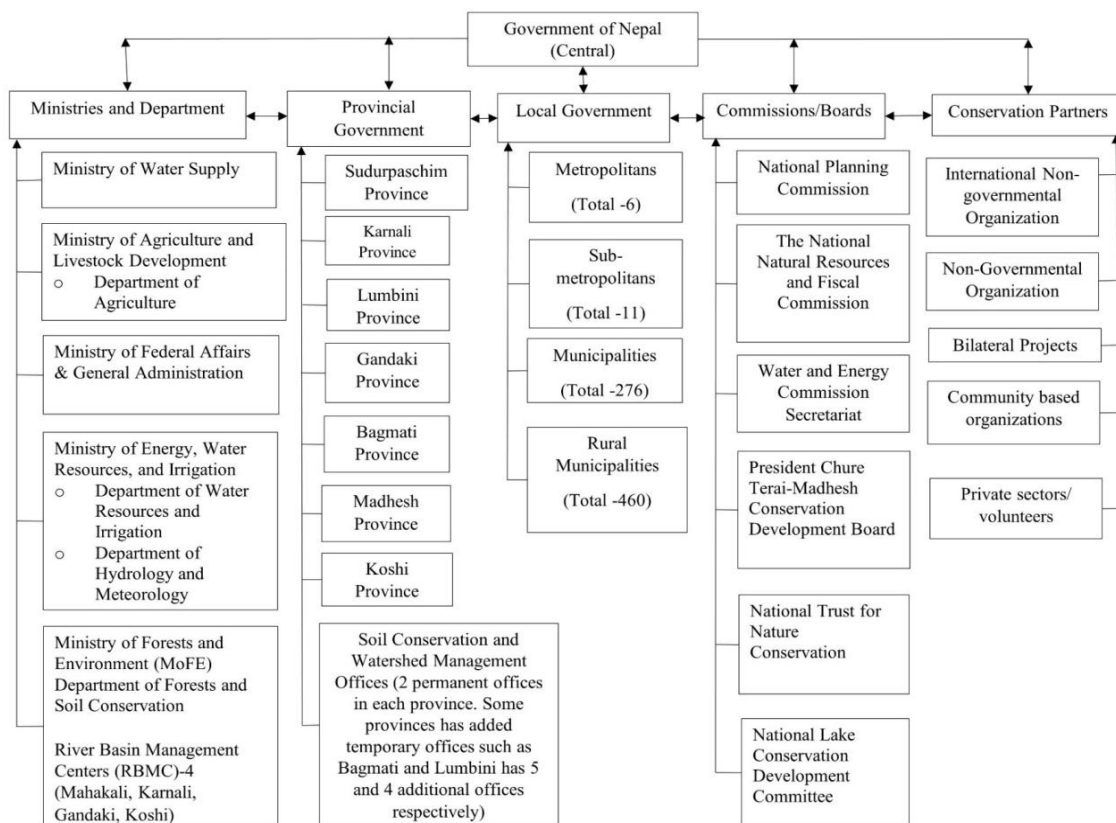 Government of Nepal
(Central)
Ministries and Department
Provincial
Government
Local Government
Commissions/Boards
Conservation Partners
Ministry of Water Supply
Ministry of Agriculture and
Livestock Development
o Department of
Agriculture
Ministry of Federal Affairs
& General Administration
Ministry of Energy, Water
Resources, and Irrigation
o Department of Water
Resources and
Irrigation
o Department of
Hydrology and
Meteorology
Ministry of Forests and
Environment (MoFE)
Department of Forests and
Soil Conservation
River Basin Management
Centers (RBMC)-4
(Mahakali, Karnali,
Gandaki, Koshi)
Sudurpaschim
Province
Karnali
Province
Lumbini
Province
Gandaki
Province
Bagmati
Province
Madhesh
Province
Koshi
Province
Soil Conservation and
Watershed Management
Offices (2 permanent offices
in each province. Some
provinces has added
temporary offices such as
Bagmati and Lumbini has 5
and 4 additional offices
respectively)
Metropolitans
(Total -6)
Sub-
metropolitans
(Total -11)
Municipalities
(Total -276)
Rural
Municipalities
(Total -460)
National Planning
Commission
The National
Natural Resources
and Fiscal
Commission
Water and Energy
Commission
Secretariat
President Chure
Terai-Madhesh
Conservation
Development Board
National Trust for
Nature
Conservation
National Lake
Conservation
Development
Committee
International Non-
governmental
Organization
Non-Governmental
Organization
Bilateral Projects
Community based
organizations
Private sectors/
volunteers